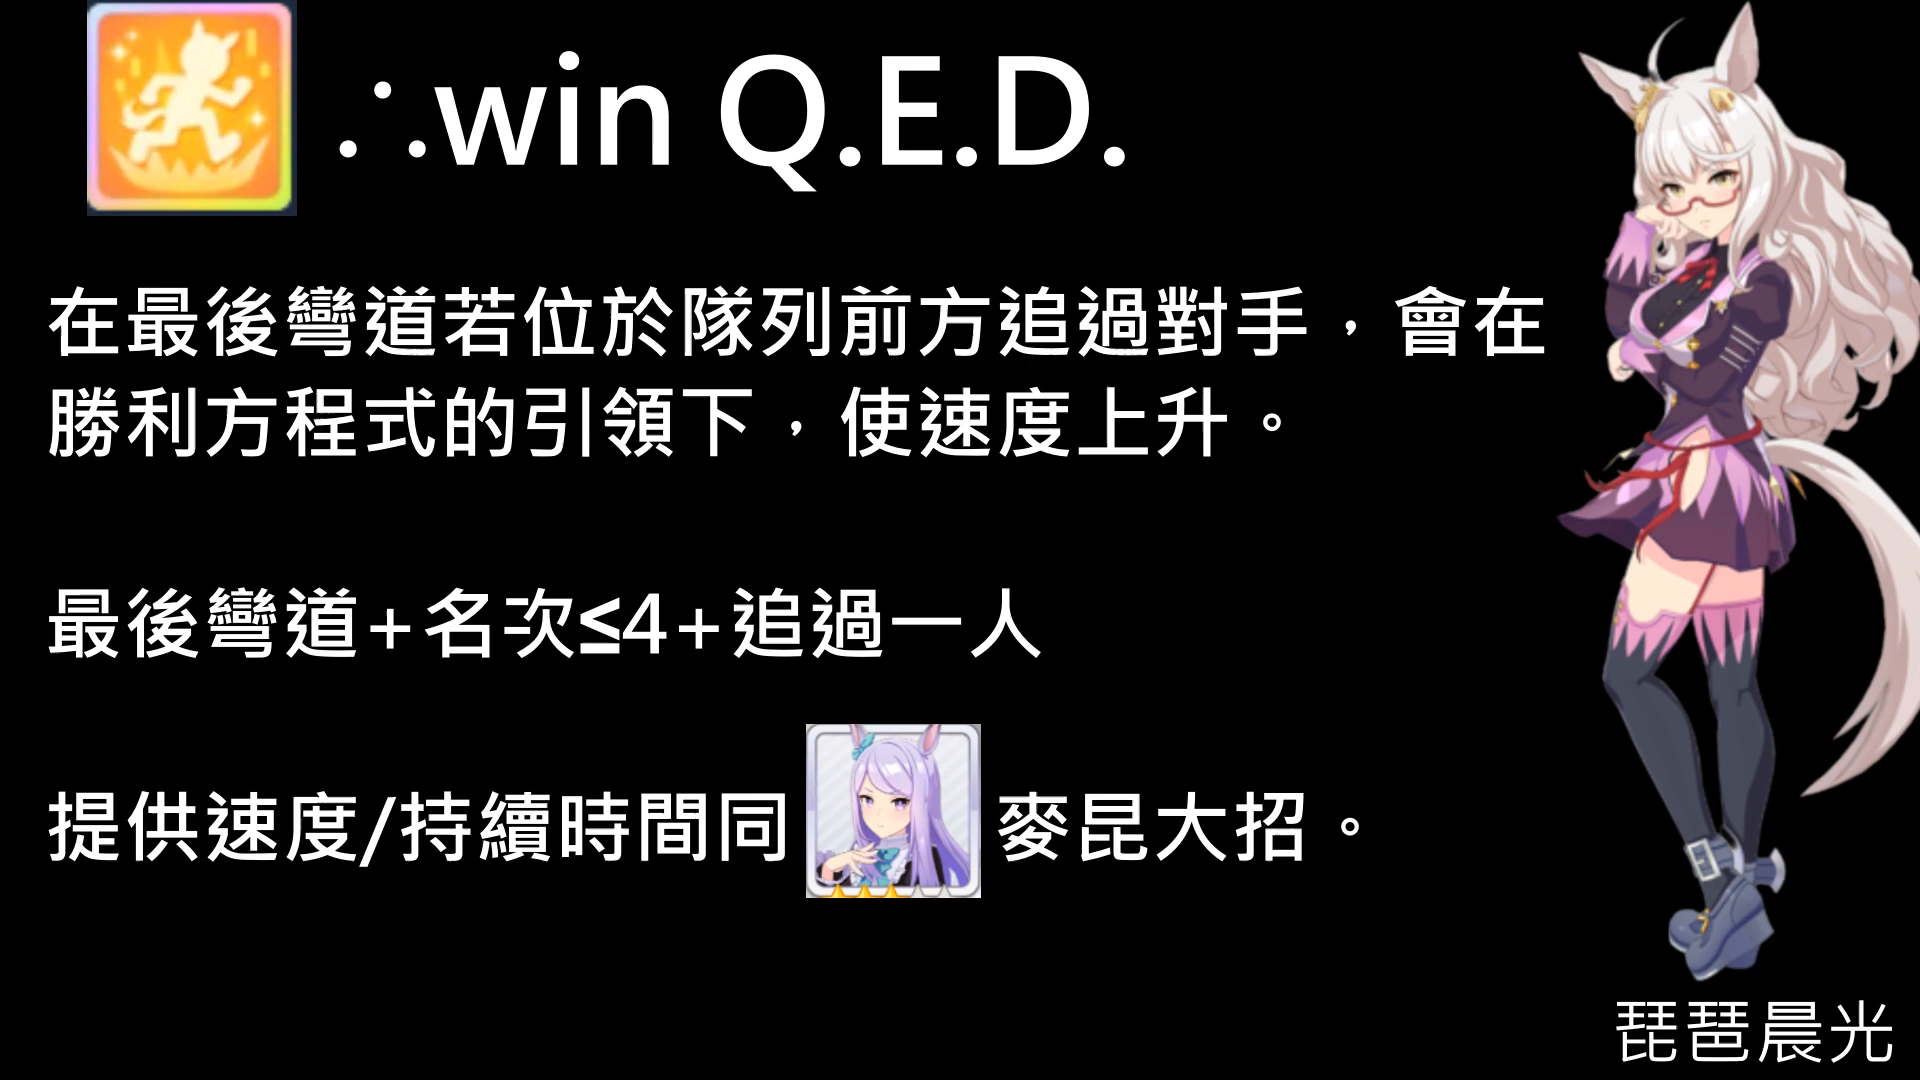 ∴win Q.E.D.
在最後彎道若位於隊列前方追過對手，會在
勝利方程式的引領下，使速度上升。
最後彎道+名次≤4+追過一人
提供速度/持續時間同麥昆大招。
琵琶晨光